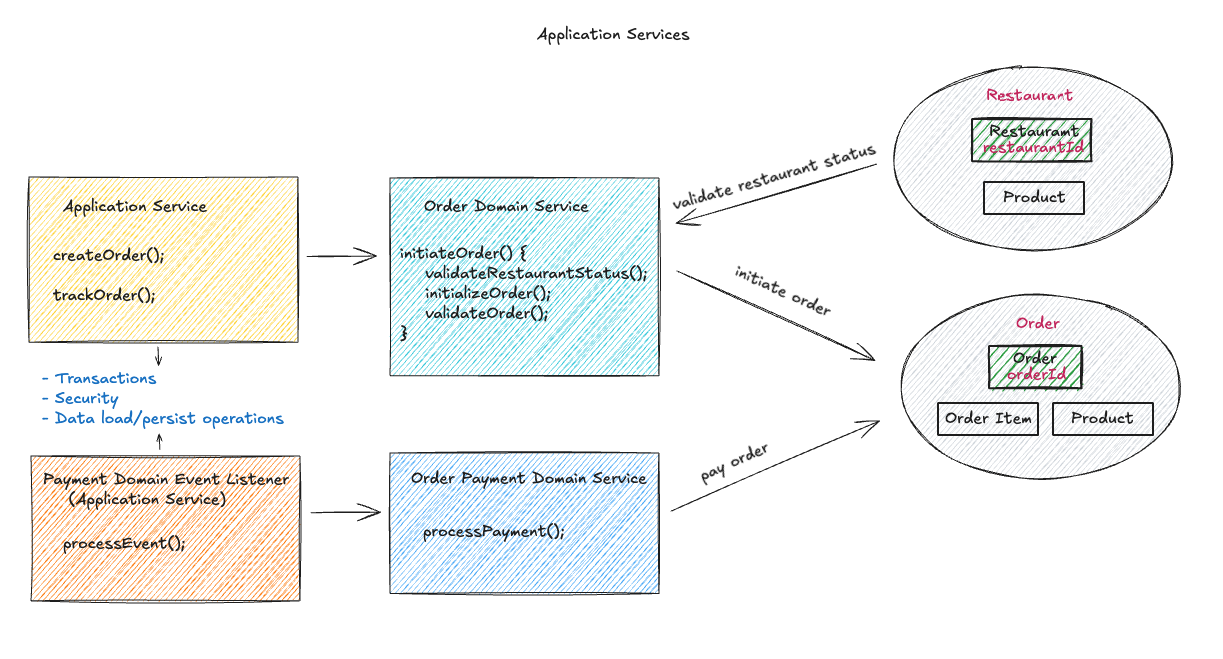 Application Services
Restaurant
Restauramt
restaurantId
Product
validate restaurant status
Application Service
createOrder();
trackOrder();
Order Domain Service
initiateOrder() {
validateRestaurantStatus();
initializeOrder();
validateOrder();
}
initiate order
Order
Order
orderId
Order Item
Product
- Transactions
- Security
- Data load/persist operations
Payment Domain Event Listener
(Application Service)
processEvent();
Order Payment Domain Service
processPayment();
pay order